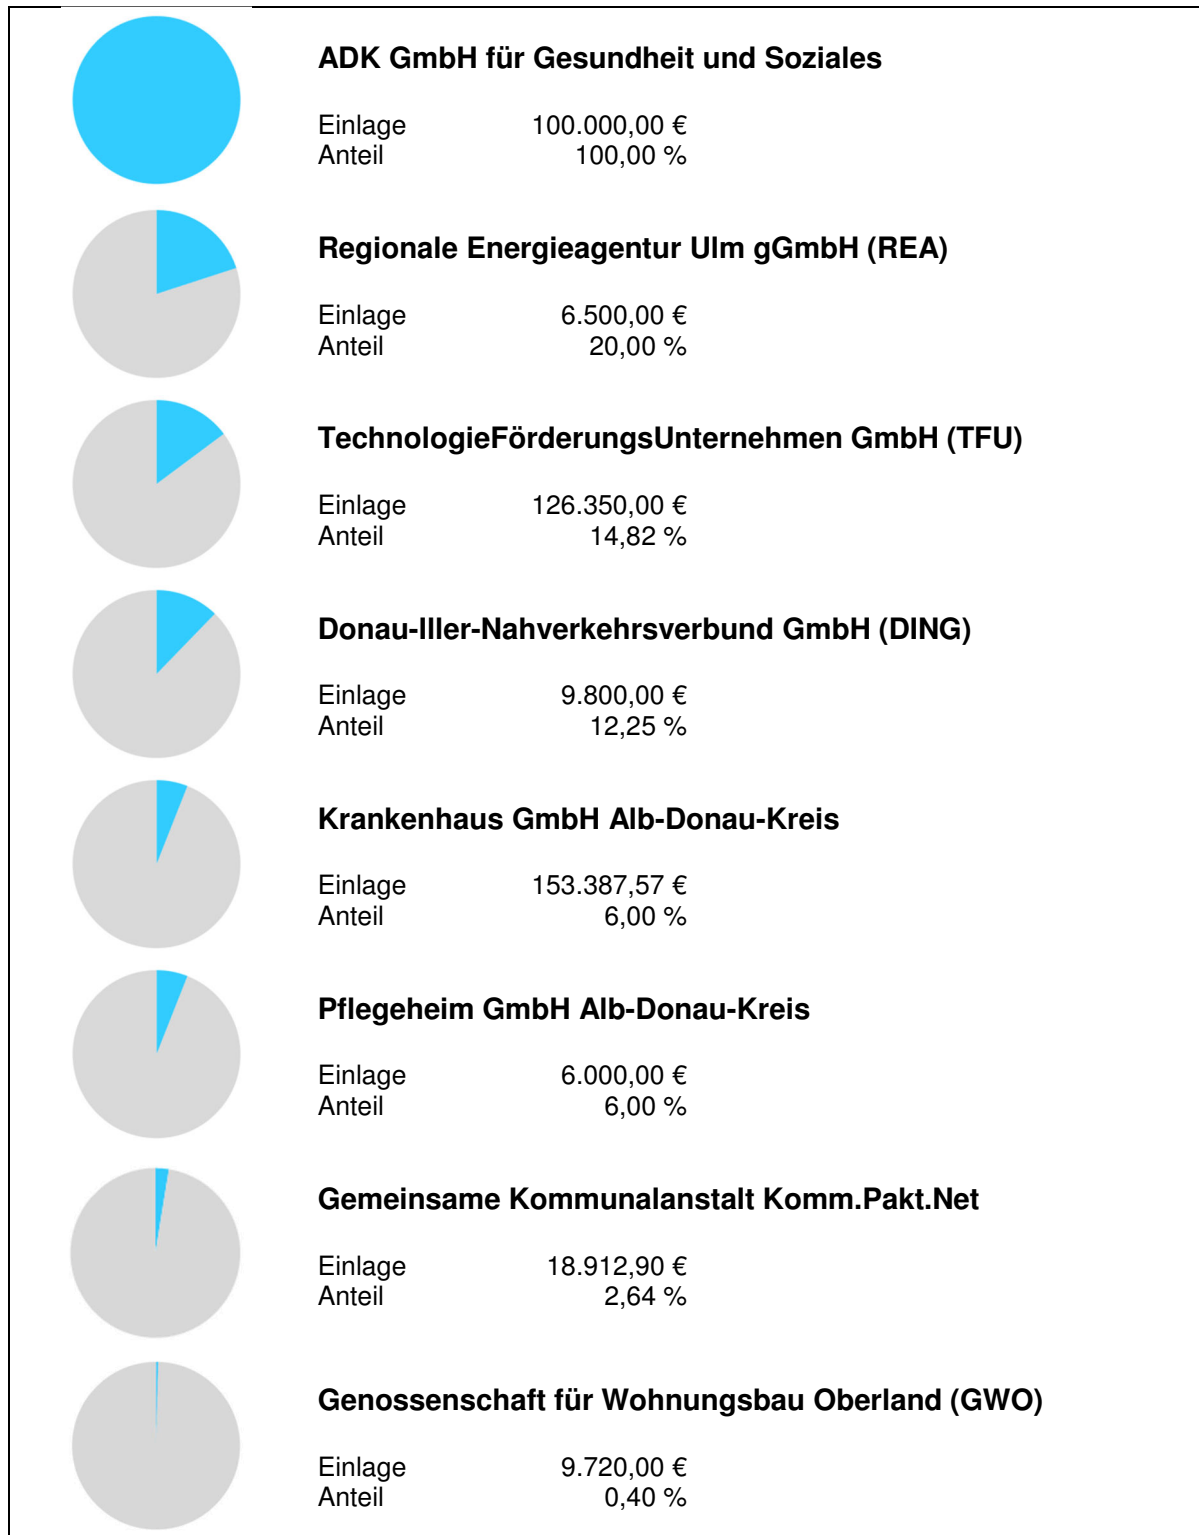 ADK GmbH für Gesundheit und Soziales
Einlage 100.000,00 €
Anteil 100,00 %
Regionale Energieagentur Ulm gGmbH (REA)
Einlage 6.500,00 €
Anteil 20,00 %
TechnologieFörderungsUnternehmen GmbH (TFU)
Einlage 126.350,00 €
Anteil 14,82 %
Donau-Iller-Nahverkehrsverbund GmbH (DING)
Einlage 9.800,00 €
Anteil 12,25 %
Krankenhaus GmbH Alb-Donau-Kreis
Einlage 153.387,57 €
Anteil 6,00 %
Pflegeheim GmbH Alb-Donau-Kreis
Einlage 6.000,00 €
Anteil 6,00 %
Gemeinsame Kommunalanstalt Komm.Pakt.Net
Einlage 18.912,90 €
Anteil 2,64 %
Genossenschaft für Wohnungsbau Oberland (GWO)
Einlage 9.720,00 €
Anteil 0,40 %